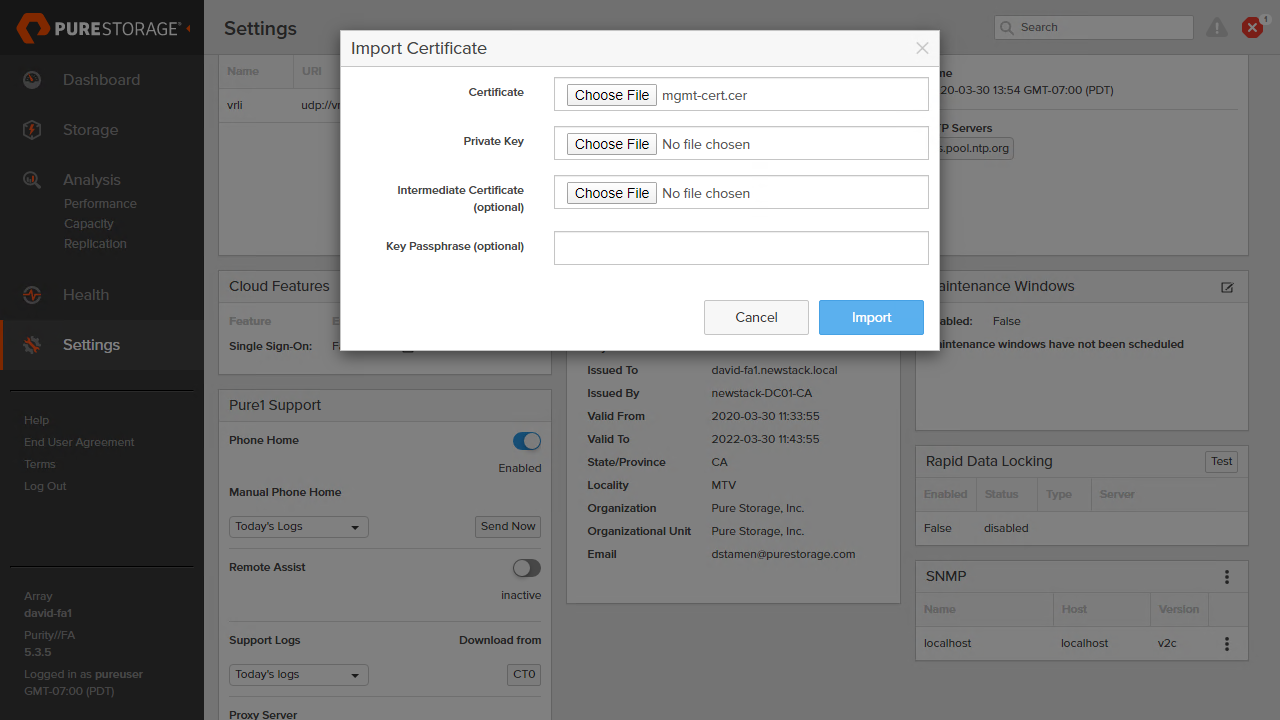 PURESTORAGE®
Settings
Search
1
Dashboard
Storage
Analysis
Performance
Capacity
Replication
Health
Settings
Help
End User Agreement
Terms
Log Out
Array
david-fa1
Purity//FA
5.3.5
Logged in as pureuser
GMT-07:00 (PDT)
Import Certificate
Certificate
Choose File mgmt-cert.cer
Private Key
Choose File No file chosen
Intermediate Certificate
(optional)
Choose File No file chosen
Key Passphrase (optional)
Cancel
Import
Name URI
vrli
13:54 GMT-07:00 (PDT)
Servers
.pool.ntp.org
Cloud Features
Feature
Single Sign-On:
Pure1 Support
Phone Home
Enabled
Manual Phone Home
Today's Logs
Send Now
Remote Assist
inactive
Support Logs Download from
Today's logs
CT0
Proxy Server
Issued To david-fa1.newstack.local
Issued By newstack-DC01-CA
Valid From 2020-03-30 11:33:55
Valid To 2022-03-30 11:43:55
State/Province CA
Locality MTV
Organization Pure Storage, Inc.
Organizational Unit Pure Storage, Inc.
Email dstamen@purestorage.com
Windows
False
windows have not been scheduled
Rapid Data Locking
Test
Enabled Status Type Server
False disabled
SNMP
Name Host Version
localhost localhost v2c